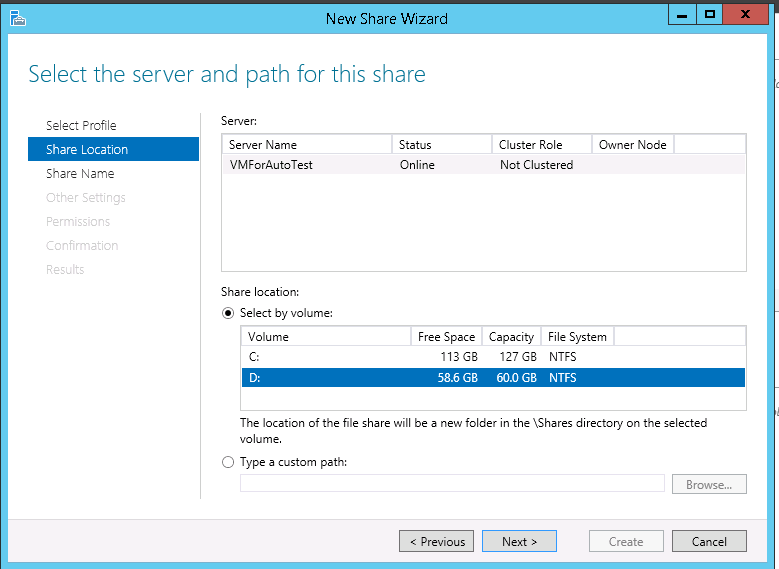 New Share Wizard
Select the server and path for this share
Select Profile
Share Location
Share Name
Other Settings
Permissions
Confirmation
Results
Server:
Server Name Status Cluster Role Owner Node
VMForAutoTest Online Not Clustered
Share location:
Select by volume:
Volume Free Space Capacity File System
C: 113 GB 127 GB NTFS
D: 58.6 GB 60.0 GB NTFS
The location of the file share will be a new folder in the \Shares directory on the selected
volume.
Type a custom path:
Browse...
< Previous Next > Create Cancel